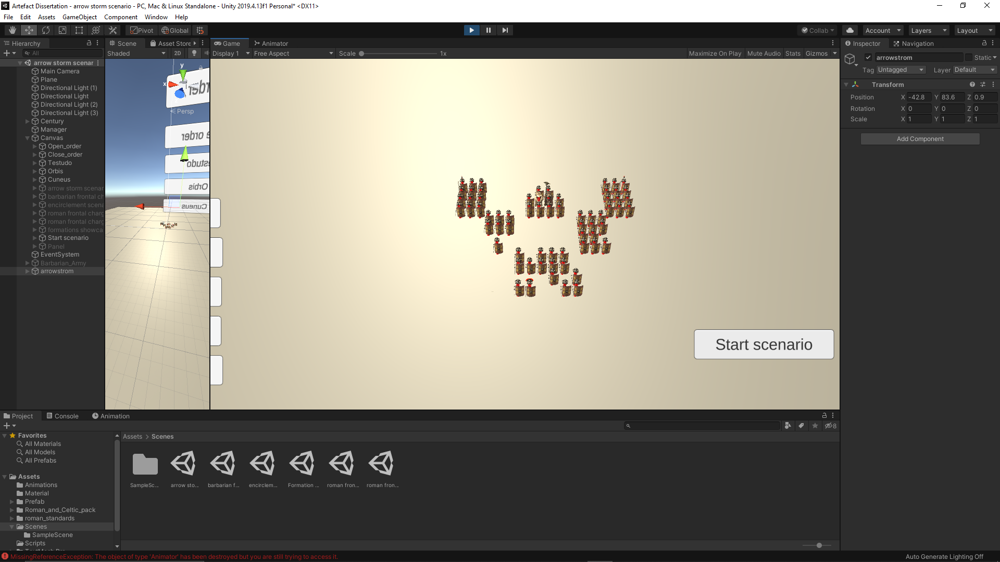 Artefact Dissertation - arrow storm scenario - PC, Mac & Linux Standalone - Unity 2019.4.13f1 Personal* <DX11>
File Edit Assets GameObject Component Window Help
Pivot Global Collab Account Layers Layout
Hierarchy Scene Asset Store Game Animator Inspector Navigation
All Shaded 2D Display 1 Free Aspect Scale 1x Maximize On Play Mute Audio Stats Gizmos
arrow storm scenar
Main Camera
Plane
Directional Light (1)
Directional Light
Directional Light (2)
Directional Light (3)
Century
Manager
Canvas
Open_order
Close_order
Testudo
Orbis
Cuneus
arrow storm scenar
barbarian frontal ch
encirclement scena
roman frontal charg
roman frontal charg
formations showca
Start scenario
Panel
EventSystem
Barbarian_Army
arrowstrom
y
x
Persp
rder
e order
estudo
Orbis
Cuneus
Start scenario
arrowstrom Static
Tag Untagged Layer Default
Transform
Position X -42.8 Y 83.6 Z 0.9
Rotation X 0 Y 0 Z 0
Scale X 1 Y 1 Z 1
Add Component
Project Console Animation
8
Favorites
All Materials
All Models
All Prefabs
Assets
Animations
Material
Prefab
Roman_and_Celtic_pack
roman_standards
Scenes
SampleScene
Scripts
Assets > Scenes
SampleSc... arrow sto... barbarian f... encirclem... Formation ... roman fron... roman fron...
MissingReferenceException: The object of type 'Animator' has been destroyed but you are still trying to access it.
Auto Generate Lighting Off